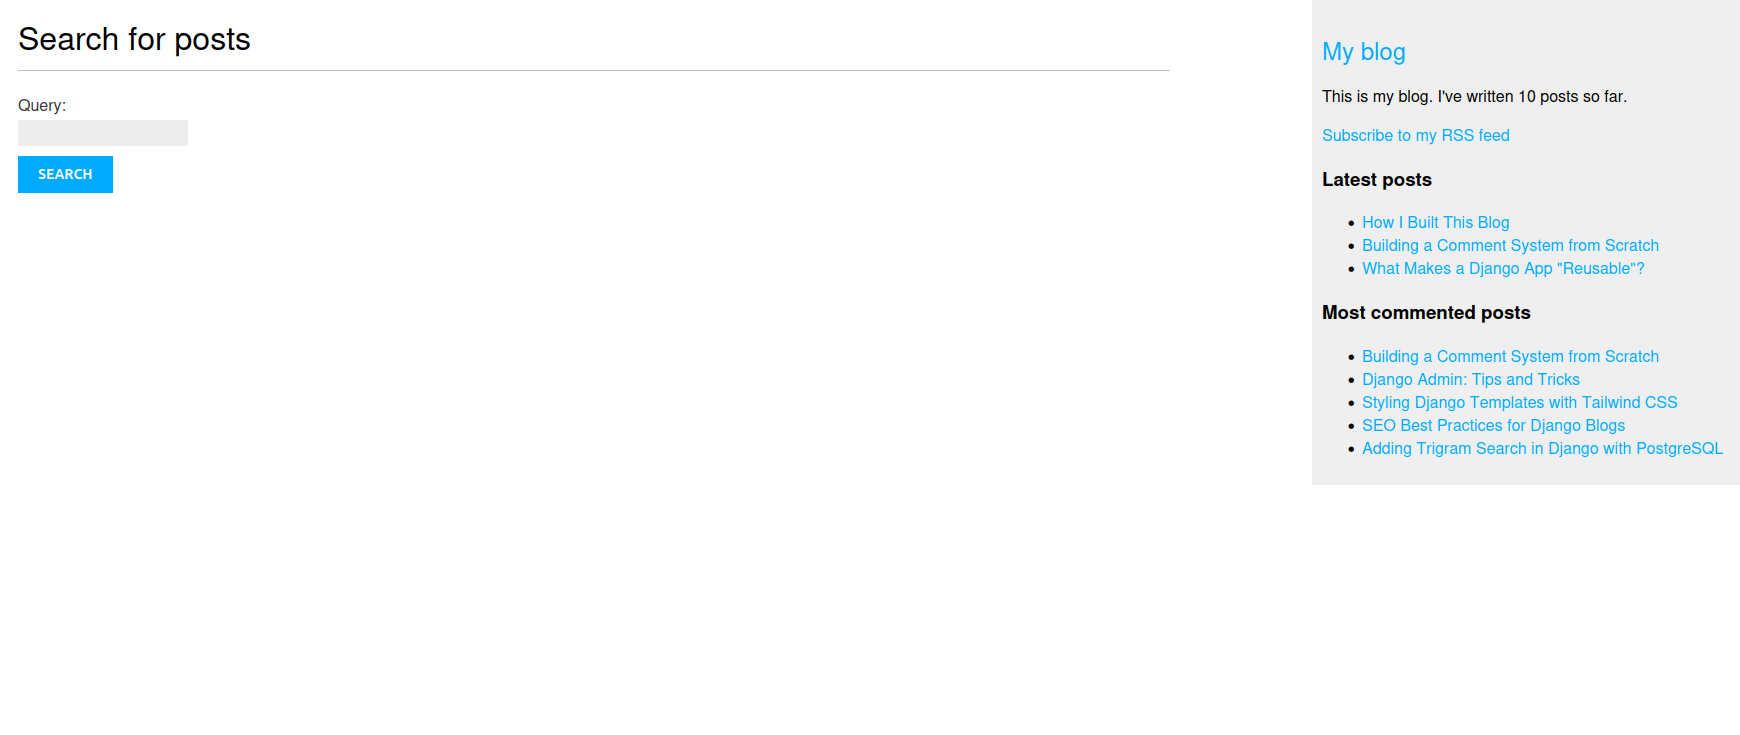 Search for posts
Query:
SEARCH
My blog
This is my blog. I've written 10 posts so far.
Subscribe to my RSS feed
Latest posts
How I Built This Blog
Building a Comment System from Scratch
What Makes a Django App "Reusable"?
Most commented posts
Building a Comment System from Scratch
Django Admin: Tips and Tricks
Styling Django Templates with Tailwind CSS
SEO Best Practices for Django Blogs
Adding Trigram Search in Django with PostgreSQL